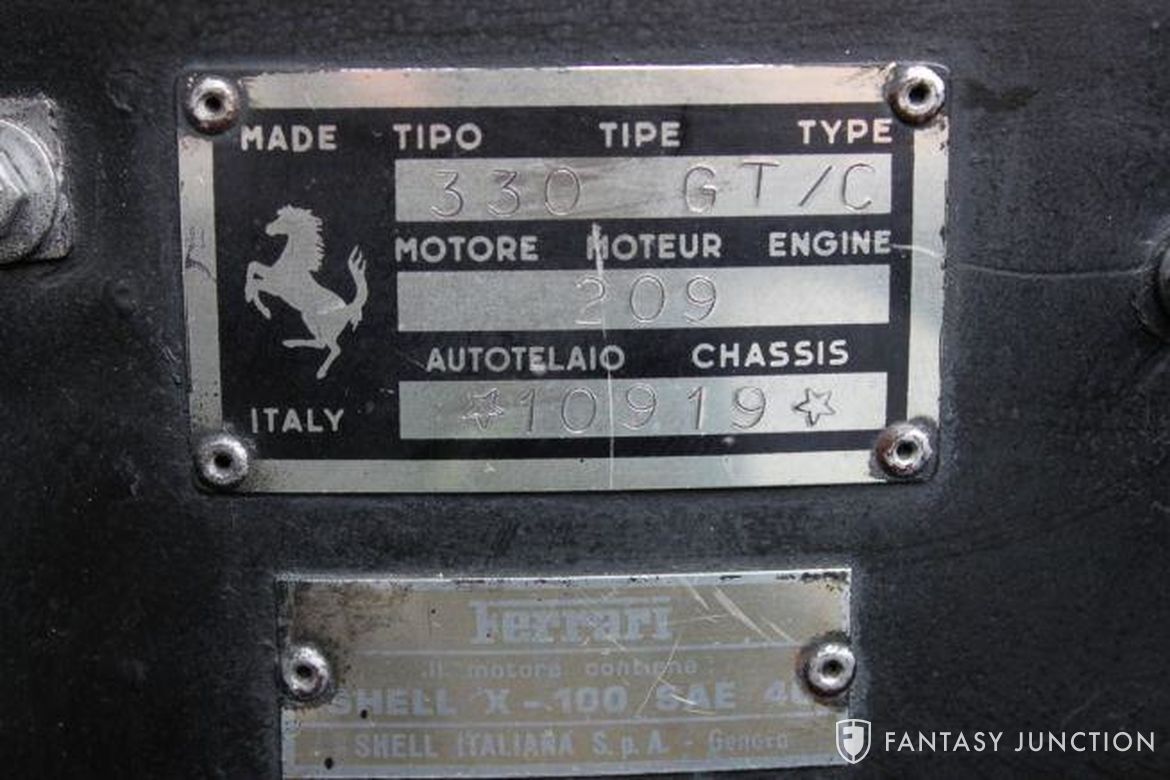 MADE TIPO TIPE TYPE
330 GT/C
MOTORE MOTEUR ENGINE
209
AUTOTELAIO CHASSIS
ITALY ☆10919☆
Ferrari
Il motore contiene
SHELL X-100 SAE 40
SHELL ITALIANA S.p.A. - Genova
FANTASY JUNCTION